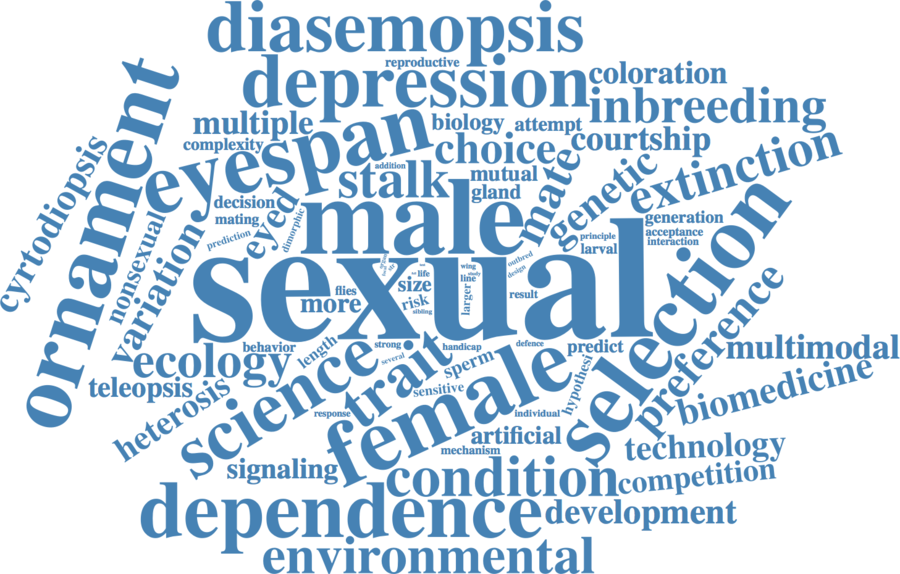 diasemopsis
reproductive
depression
coloration
inbreeding
multiple
biology
attempt
complexity
eyespan
choice
courtship
ornament
cyrtodiopsis
addition
stalk
mutual
gland
mate
genetic
extinction
decision
mating
eyed
dimorphic
prediction
nonsexual
variation
male
generation
acceptance
interaction
principle
larval
outbred
design
sexual
flies
more
life
size
risk
sibling
wing
study
line
larger
result
selection
preference
behavior
length
strong
several
handicap
defence
predict
multimodal
ecology
teleopsis
heterosis
science
trait
sperm
sensitive
hypothesi
biomedicine
response
female
individual
artificial
mechanism
technology
signaling
condition
competition
dependence
development
environmental